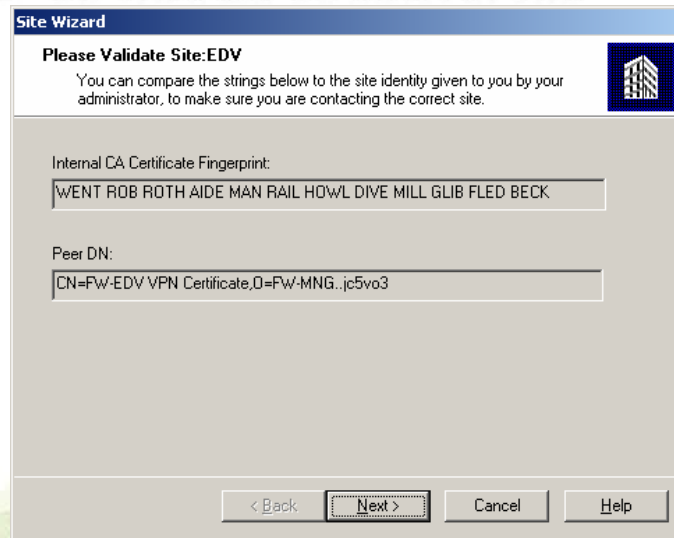 Site Wizard
Please Validate Site:EDV
You can compare the strings below to the site identity given to you by your
administrator, to make sure you are contacting the correct site.
Internal CA Certificate Fingerprint:
WENT ROB ROTH AIDE MAN RAIL HOWL DIVE MILL GLIB FLED BECK
Peer DN:
CN=FW-EDV VPN Certificate,O=FW-MNG..jc5vo3
< Back Next > Cancel Help